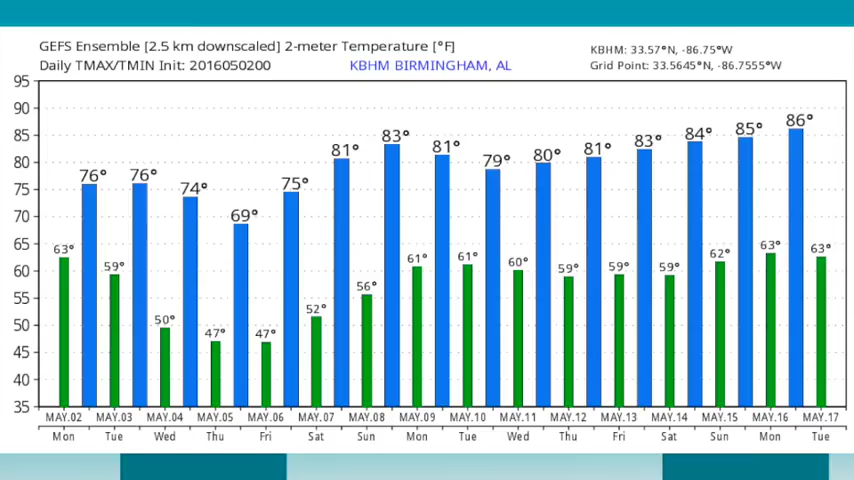 GEFS Ensemble [2.5 km downscaled] 2-meter Temperature [°F]
Daily TMAX/TMIN Init: 2016050200
KBHM BIRMINGHAM, AL
KBHM: 33.57°N, -86.75°W
Grid Point: 33.5645°N, -86.7555°W
95
90
85
80
75
70
65
60
55
50
45
40
35
76° 76° 74° 69° 75° 81° 83° 81° 79° 80° 81° 83° 84° 85° 86°
63° 59° 50° 47° 47° 52° 56° 61° 61° 60° 59° 59° 59° 62° 63° 63°
MAY.02 MAY.03 MAY.04 MAY.05 MAY.06 MAY.07 MAY.08 MAY.09 MAY.10 MAY.11 MAY.12 MAY.13 MAY.14 MAY.15 MAY.16 MAY.17
Mon Tue Wed Thu Fri Sat Sun Mon Tue Wed Thu Fri Sat Sun Mon Tue